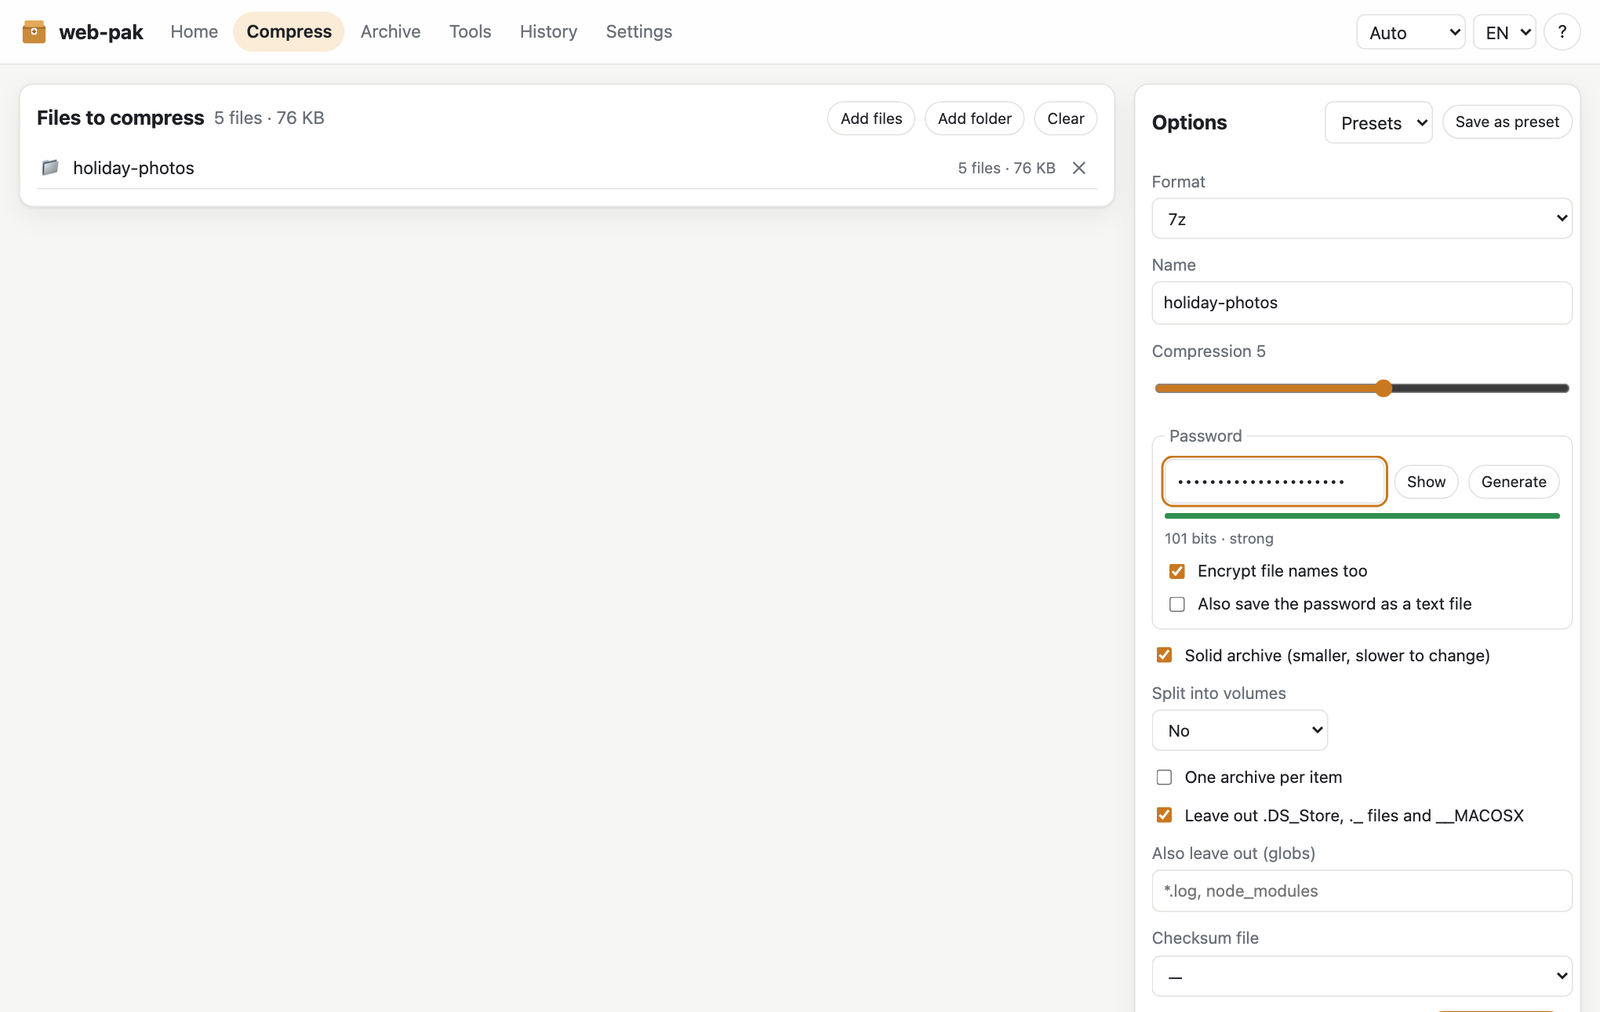 web-pak Home Compress Archive Tools History Settings Auto EN ?
Files to compress 5 files · 76 KB Add files Add folder Clear
holiday-photos 5 files · 76 KB
Options Presets Save as preset
Format
7z
Name
holiday-photos
Compression 5
Password
••••••••••••••••••••• Show Generate
101 bits · strong
Encrypt file names too
Also save the password as a text file
Solid archive (smaller, slower to change)
Split into volumes
No
One archive per item
Leave out .DS_Store, ._ files and __MACOSX
Also leave out (globs)
*.log, node_modules
Checksum file
—